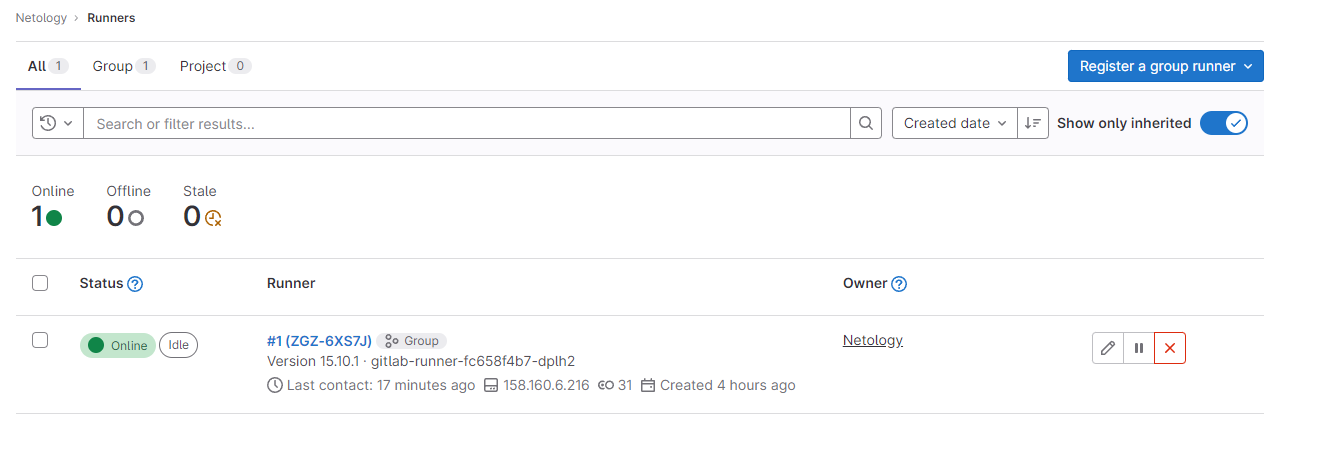 Netology › Runners
All 1 Group 1 Project 0 Register a group runner
Search or filter results... Created date Show only inherited
Online Offline Stale
1 0 0
Status Runner Owner
Online Idle #1 (ZGZ-6XS7J) Group Netology
Version 15.10.1 · gitlab-runner-fc658f4b7-dplh2
Last contact: 17 minutes ago 158.160.6.216 31 Created 4 hours ago